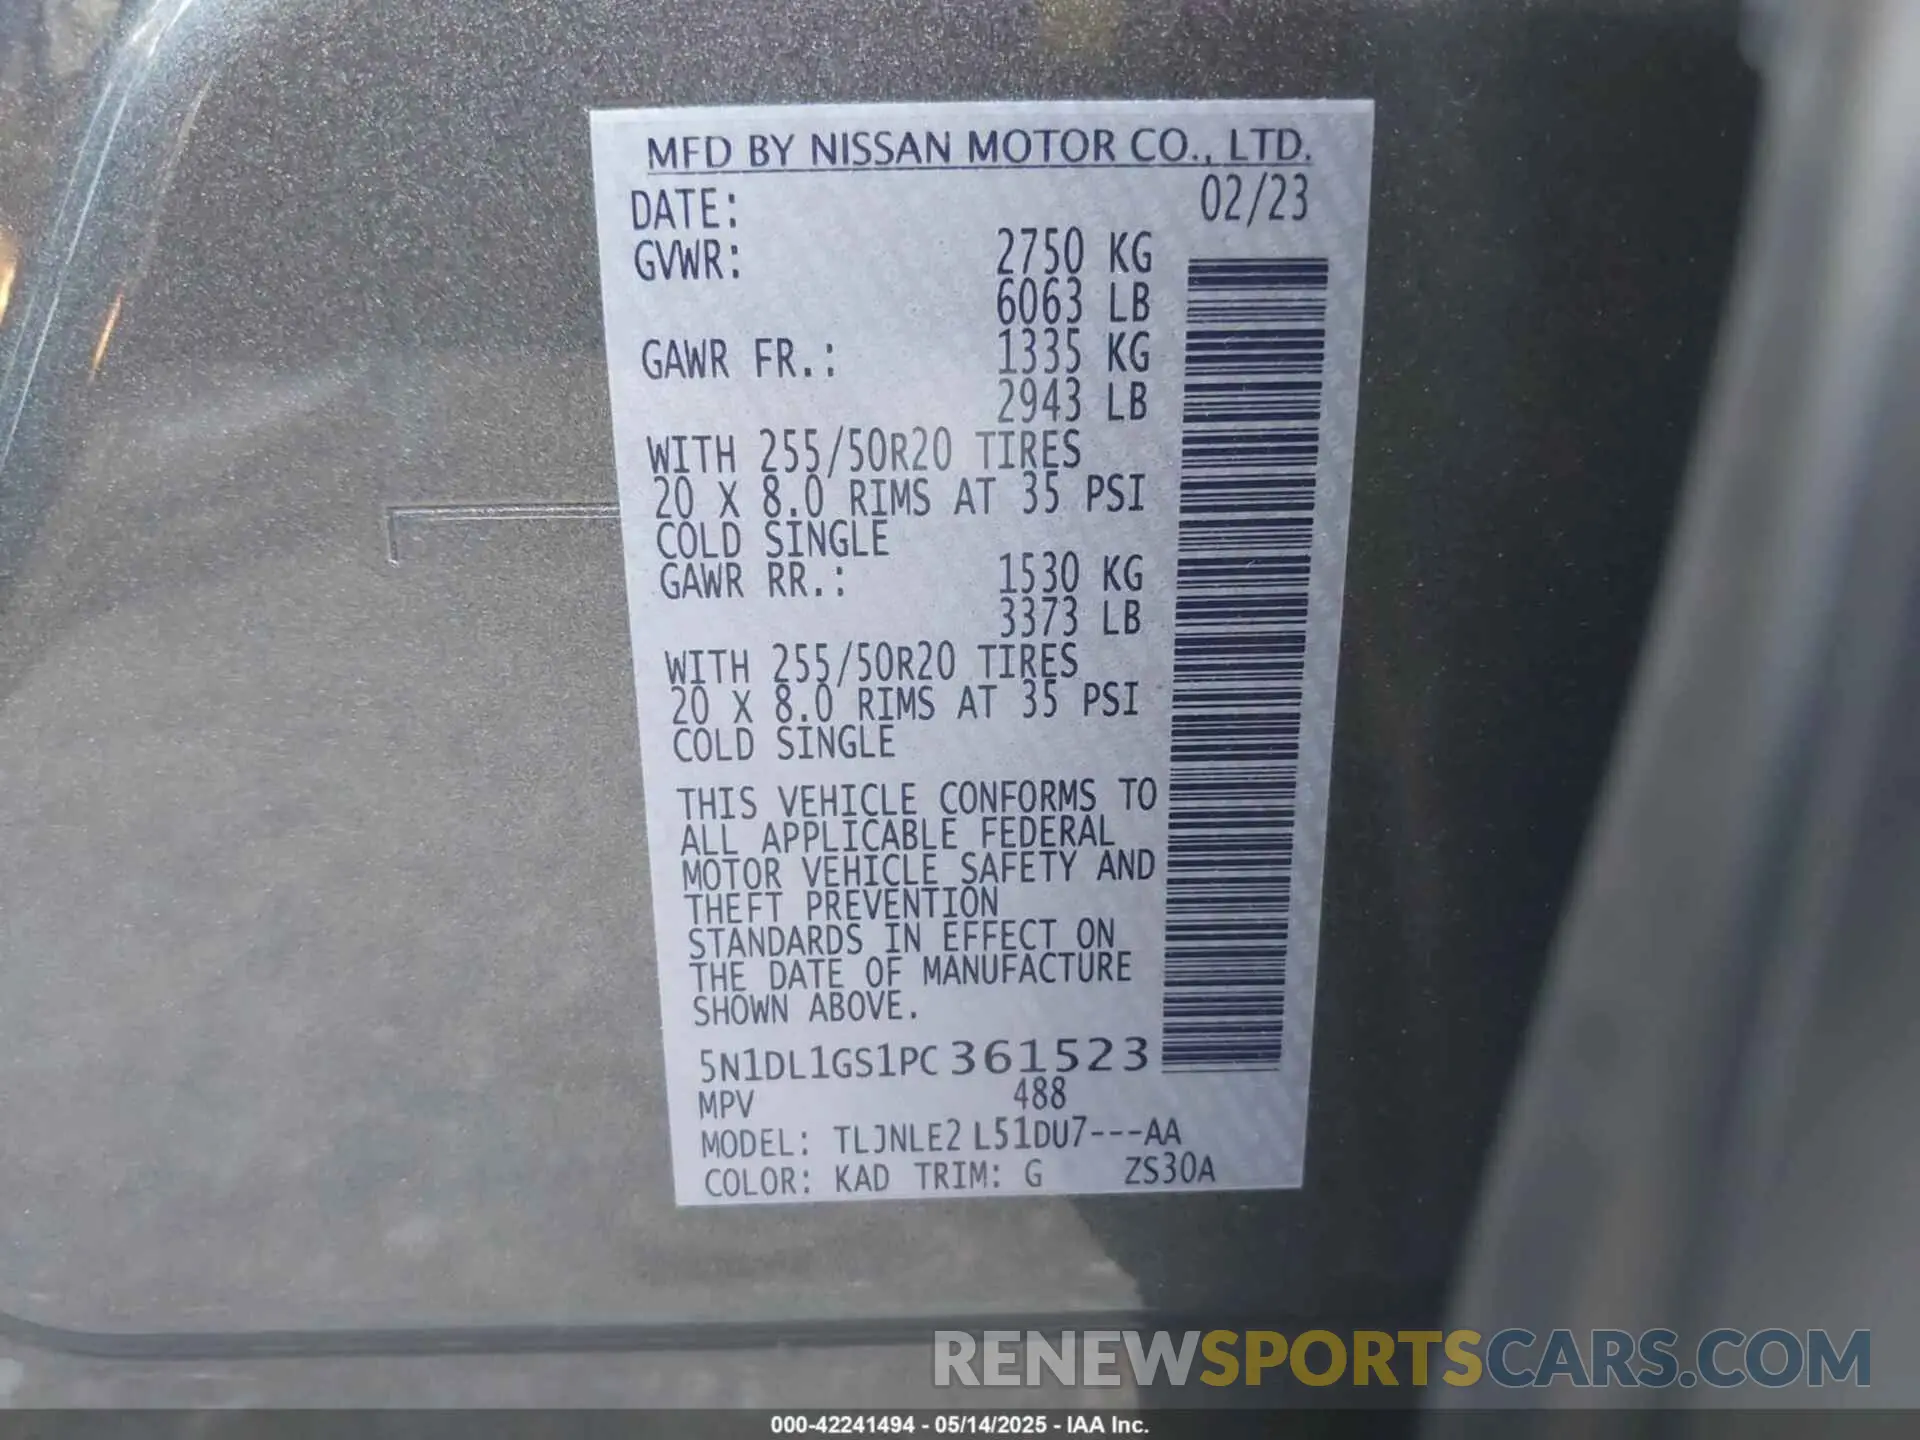 MFD BY NISSAN MOTOR CO., LTD.
DATE: 02/23
GVWR: 2750 KG
6063 LB
GAWR FR.: 1335 KG
2943 LB
WITH 255/50R20 TIRES
20 X 8.0 RIMS AT 35 PSI
COLD SINGLE
GAWR RR.: 1530 KG
3373 LB
WITH 255/50R20 TIRES
20 X 8.0 RIMS AT 35 PSI
COLD SINGLE
THIS VEHICLE CONFORMS TO
ALL APPLICABLE FEDERAL
MOTOR VEHICLE SAFETY AND
THEFT PREVENTION
STANDARDS IN EFFECT ON
THE DATE OF MANUFACTURE
SHOWN ABOVE.
5N1DL1GS1PC361523
MPV 488
MODEL: TLJNLE2 L51DU7---AA
COLOR: KAD TRIM: G ZS30A
RENEWSPORTSCARS.COM
000-42241494 - 05/14/2025 - IAA Inc.